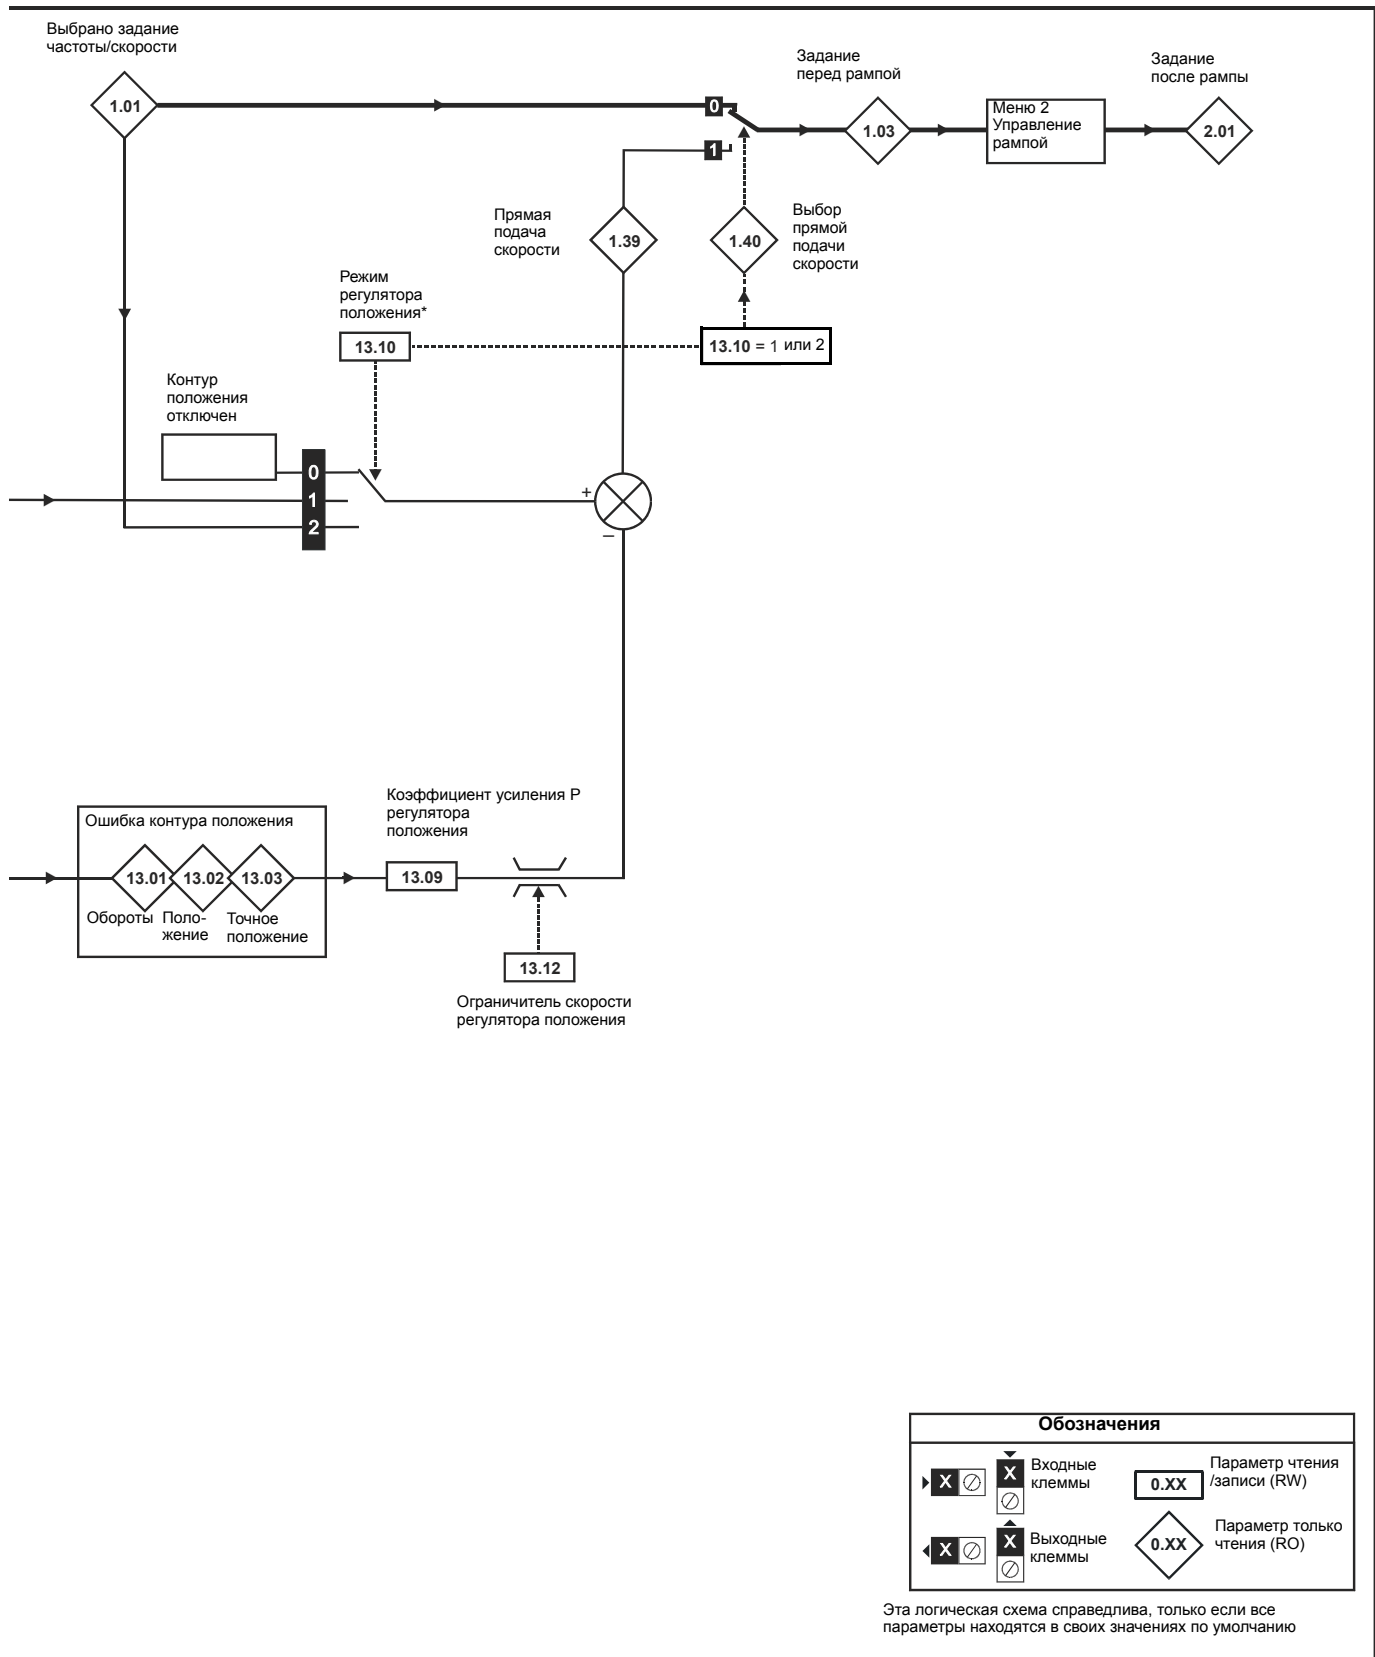 Выбрано задание
частоты/скорости
1.01
0
1
Задание
перед рампой
1.03
Меню 2
Управление
рампой
Задание
после рампы
2.01
Прямая
подача
скорости
1.39
1.40
Выбор
прямой
подачи
скорости
Режим
регулятора
положения*
13.10
13.10 = 1 или 2
Контур
положения
отключен
0
1
2
+
–
Ошибка контура положения
13.01
13.02
13.03
Обороты
Поло-
жение
Точное
положение
Коэффициент усиления P
регулятора
положения
13.09
13.12
Ограничитель скорости
регулятора положения
Обозначения
X
X
Входные
клеммы
0.XX
Параметр чтения
/записи (RW)
X
X
Выходные
клеммы
0.XX
Параметр только
чтения (RO)
Эта логическая схема справедлива, только если все
параметры находятся в своих значениях по умолчанию